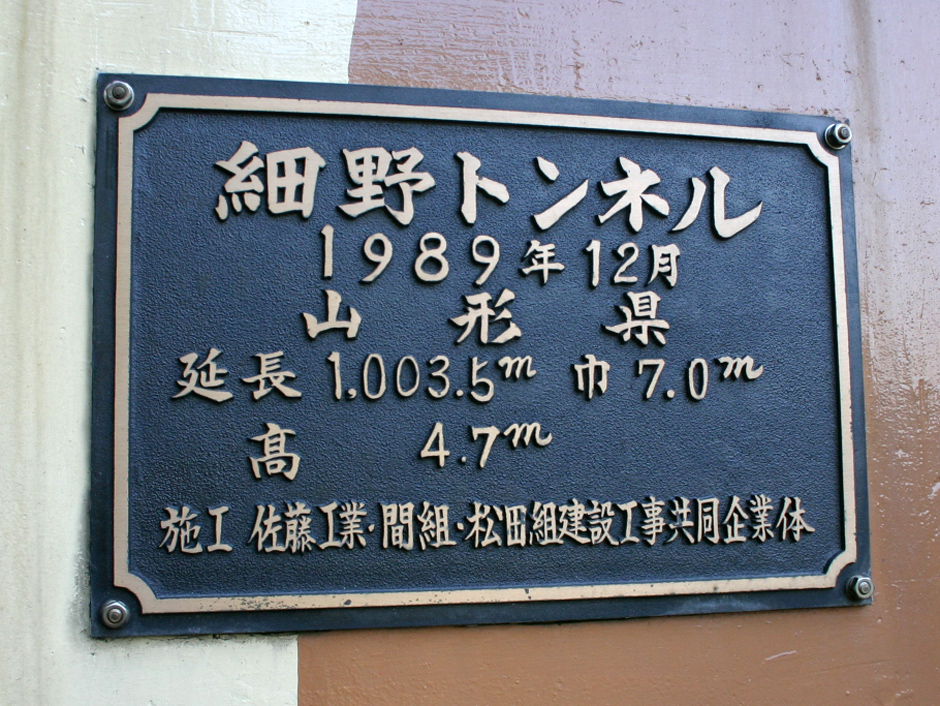 細野トンネル
1989年12月
山形県
延長 1,003.5m 巾 7.0m
髙 4.7m
施工 佐藤工業・間組・松田組建設工事共同企業体